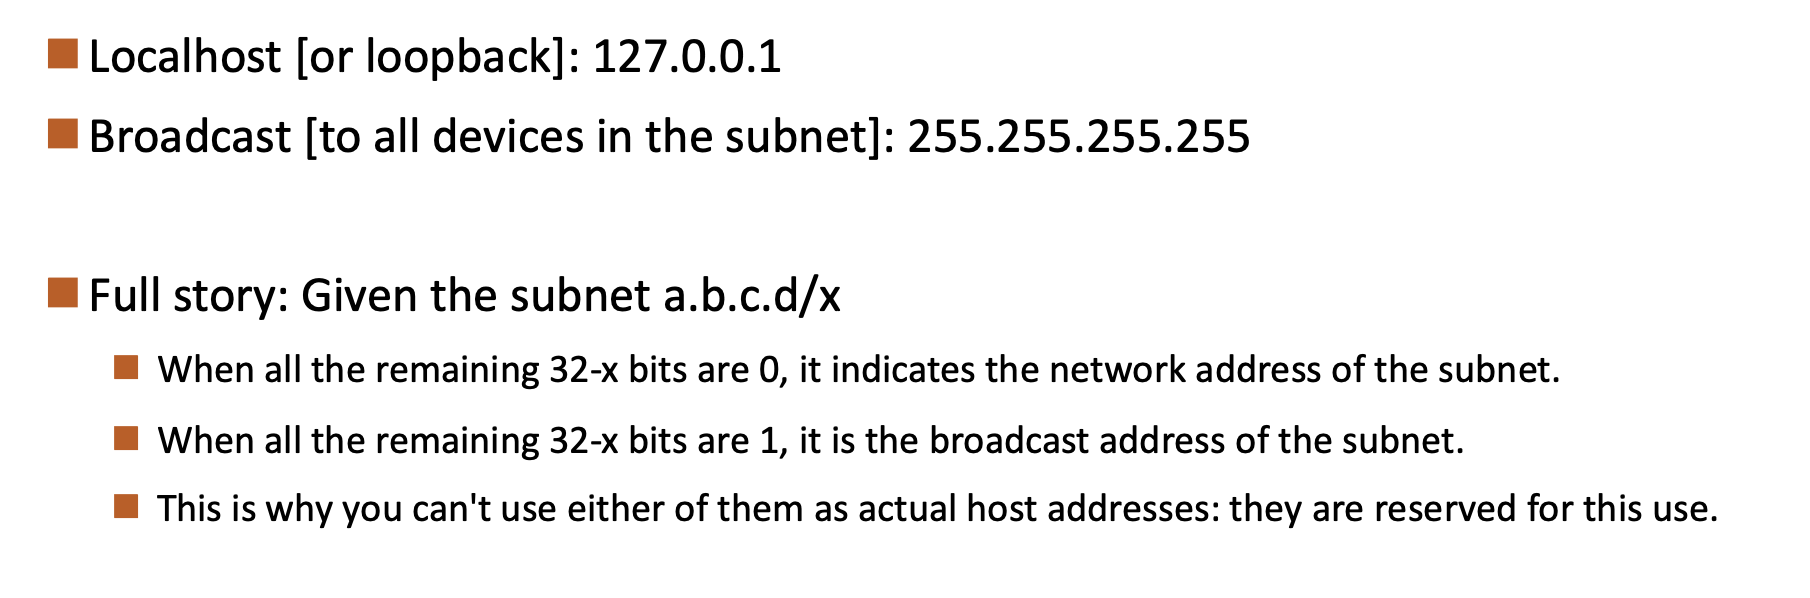 Localhost [or loopback]: 127.0.0.1
Broadcast [to all devices in the subnet]: 255.255.255.255
Full story: Given the subnet a.b.c.d/x
When all the remaining 32-x bits are 0, it indicates the network address of the subnet.
When all the remaining 32-x bits are 1, it is the broadcast address of the subnet.
This is why you can't use either of them as actual host addresses: they are reserved for this use.